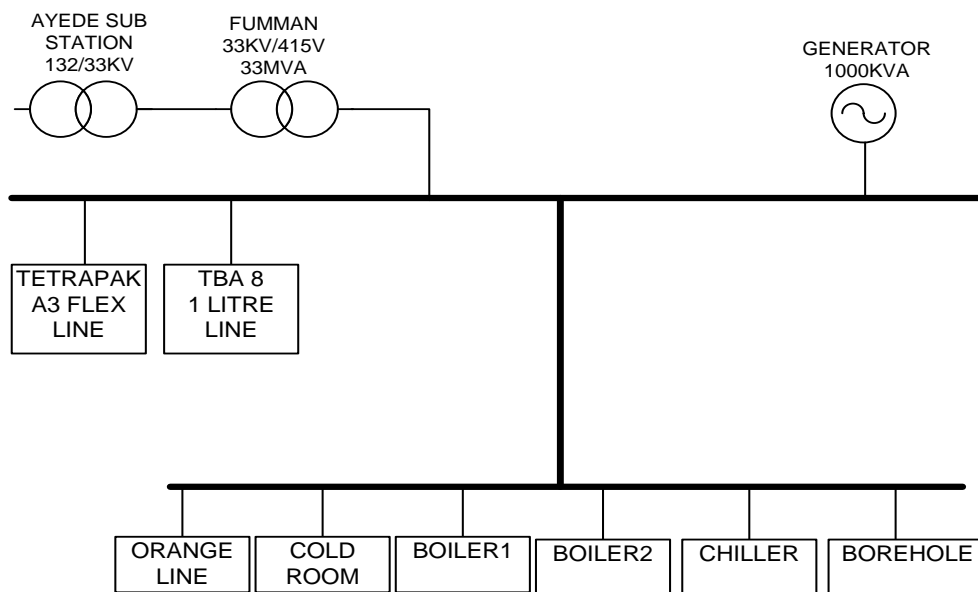 AYEDE SUB
STATION
132/33KV
FUMMAN
33KV/415V
33MVA
GENERATOR
1000KVA
TETRAPAK
A3 FLEX
LINE
TBA 8
1 LITRE
LINE
ORANGE
LINE
COLD
ROOM
BOILER1
BOILER2
CHILLER
BOREHOLE